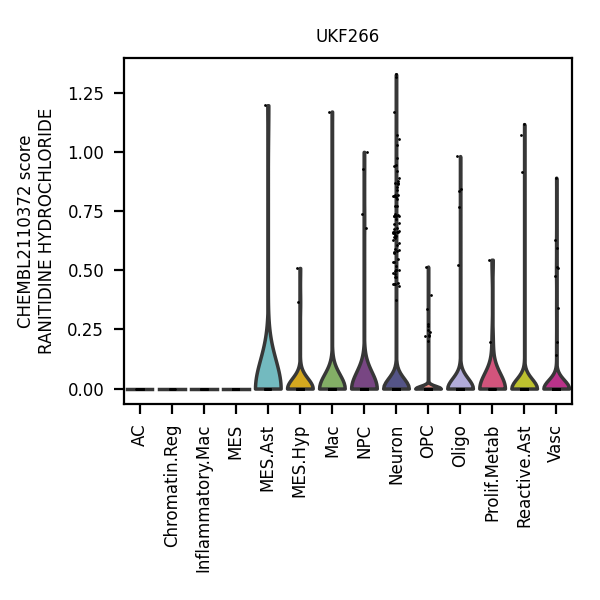 UKF266
CHEMBL2110372 score
RANITIDINE HYDROCHLORIDE
1.25
1.00
0.75
0.50
0.25
0.00
AC
Chromatin.Reg
Inflammatory.Mac
MES
MES.Ast
MES.Hyp
Mac
NPC
Neuron
OPC
Oligo
Prolif.Metab
Reactive.Ast
Vasc